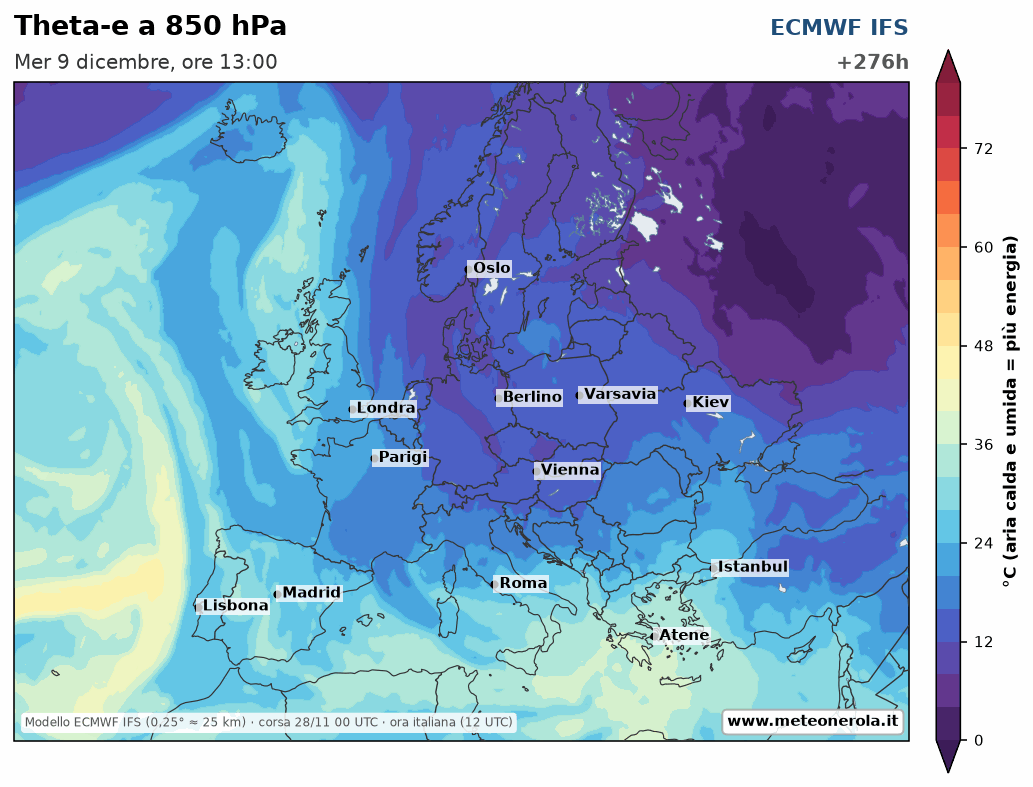 Theta-e a 850 hPa
ECMWF IFS
Mer 9 dicembre, ore 13:00
+276h
72
60
48
36
24
12
0
°C (aria calda e umida = più energia)
Oslo
Londra
Berlino
Varsavia
Kiev
Parigi
Vienna
Istanbul
Roma
Madrid
Lisbona
Atene
Modello ECMWF IFS (0,25° ≈ 25 km) · corsa 28/11 00 UTC · ora italiana (12 UTC)
www.meteonerola.it